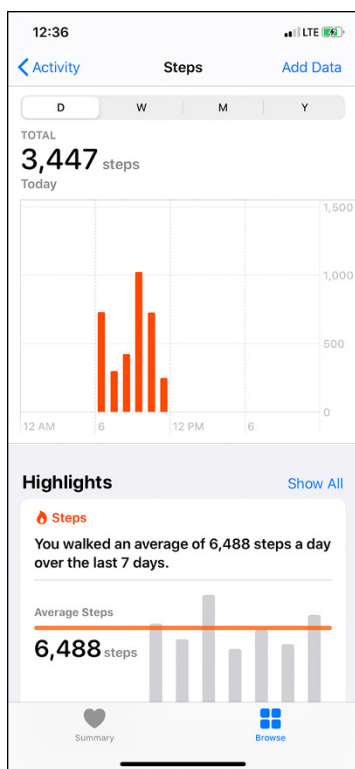 12:36 LTE
Activity Steps Add Data
D W M Y
TOTAL
3,447 steps
Today
1,500
1,000
500
0
12 AM 6 12 PM 6
Highlights Show All
Steps
You walked an average of 6,488 steps a day
over the last 7 days.
Average Steps
6,488 steps
Summary Browse